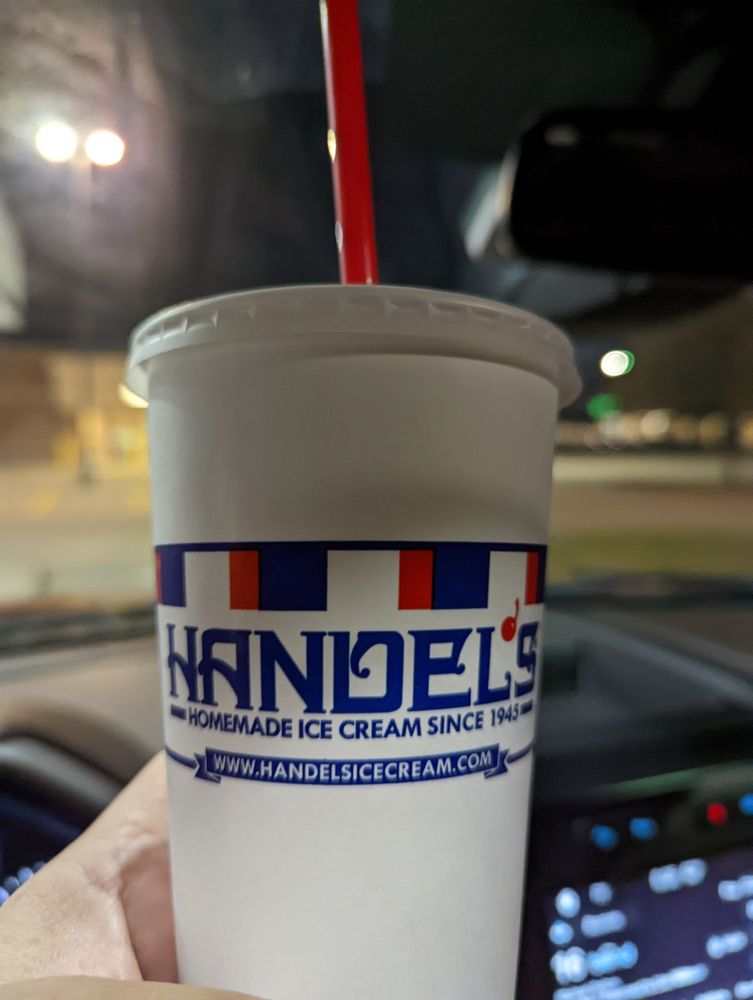 HANDEL'S
HOMEMADE ICE CREAM SINCE 1945
WWW.HANDELSICECREAM.COM